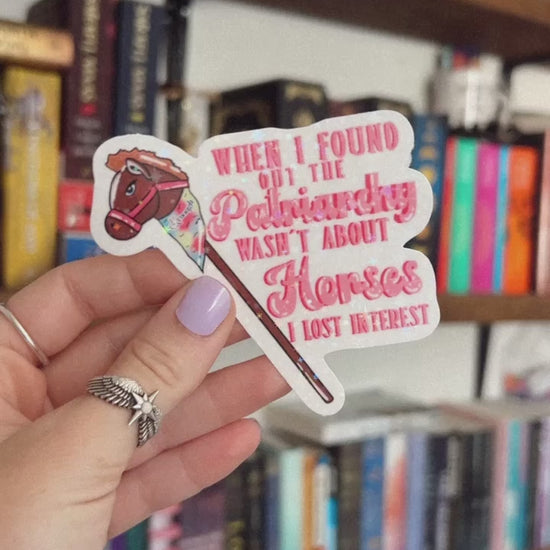 WHEN I FOUND
OUT THE
Patriarchy
WASN'T ABOUT
Horses
I LOST INTEREST